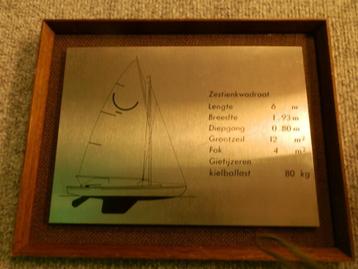 Zestienkwadraat
Lengte 6 m
Breedte 1.93 m
Diepgang 0.80 m
Grootzeil 12 m²
Fok 4 m²
Gietijzeren
kielballast 80 kg